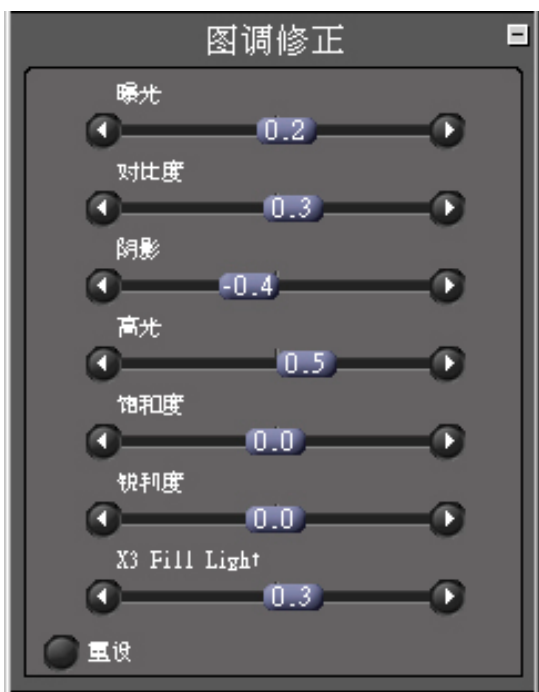 图调修正
曝光
0.2
对比度
0.3
阴影
-0.4
高光
0.5
饱和度
0.0
锐利度
0.0
X3 Fill Light
0.3
重设